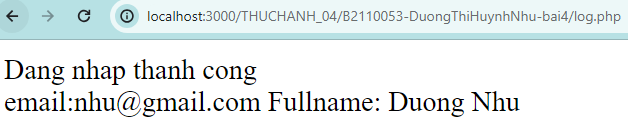 localhost:3000/THUCHANH_04/B2110053-DuongThiHuynhNhu-bai4/log.php
Dang nhap thanh cong
email:nhu@gmail.com Fullname: Duong Nhu